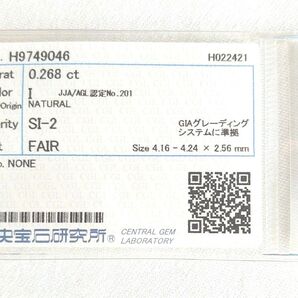 . H9749046 H022421
rat 0.268 ct
lor I JJA/AGL認定No.201
Origin NATURAL
rity SI-2 GIAグレーディング
システムに準拠
t FAIR Size 4.16 - 4.24 × 2.56 mm
o. NONE
央宝石研究所® CENTRAL GEM
LABORATORY